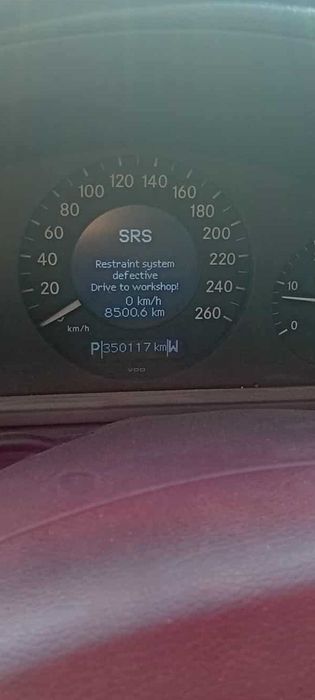 120 140
100 160
80 180
60 200
40 220
20 240
260
SRS
Restraint system
defective
Drive to workshop!
0 km/h
8500.6 km
km/h
P 350117 km W
VDO
10
0